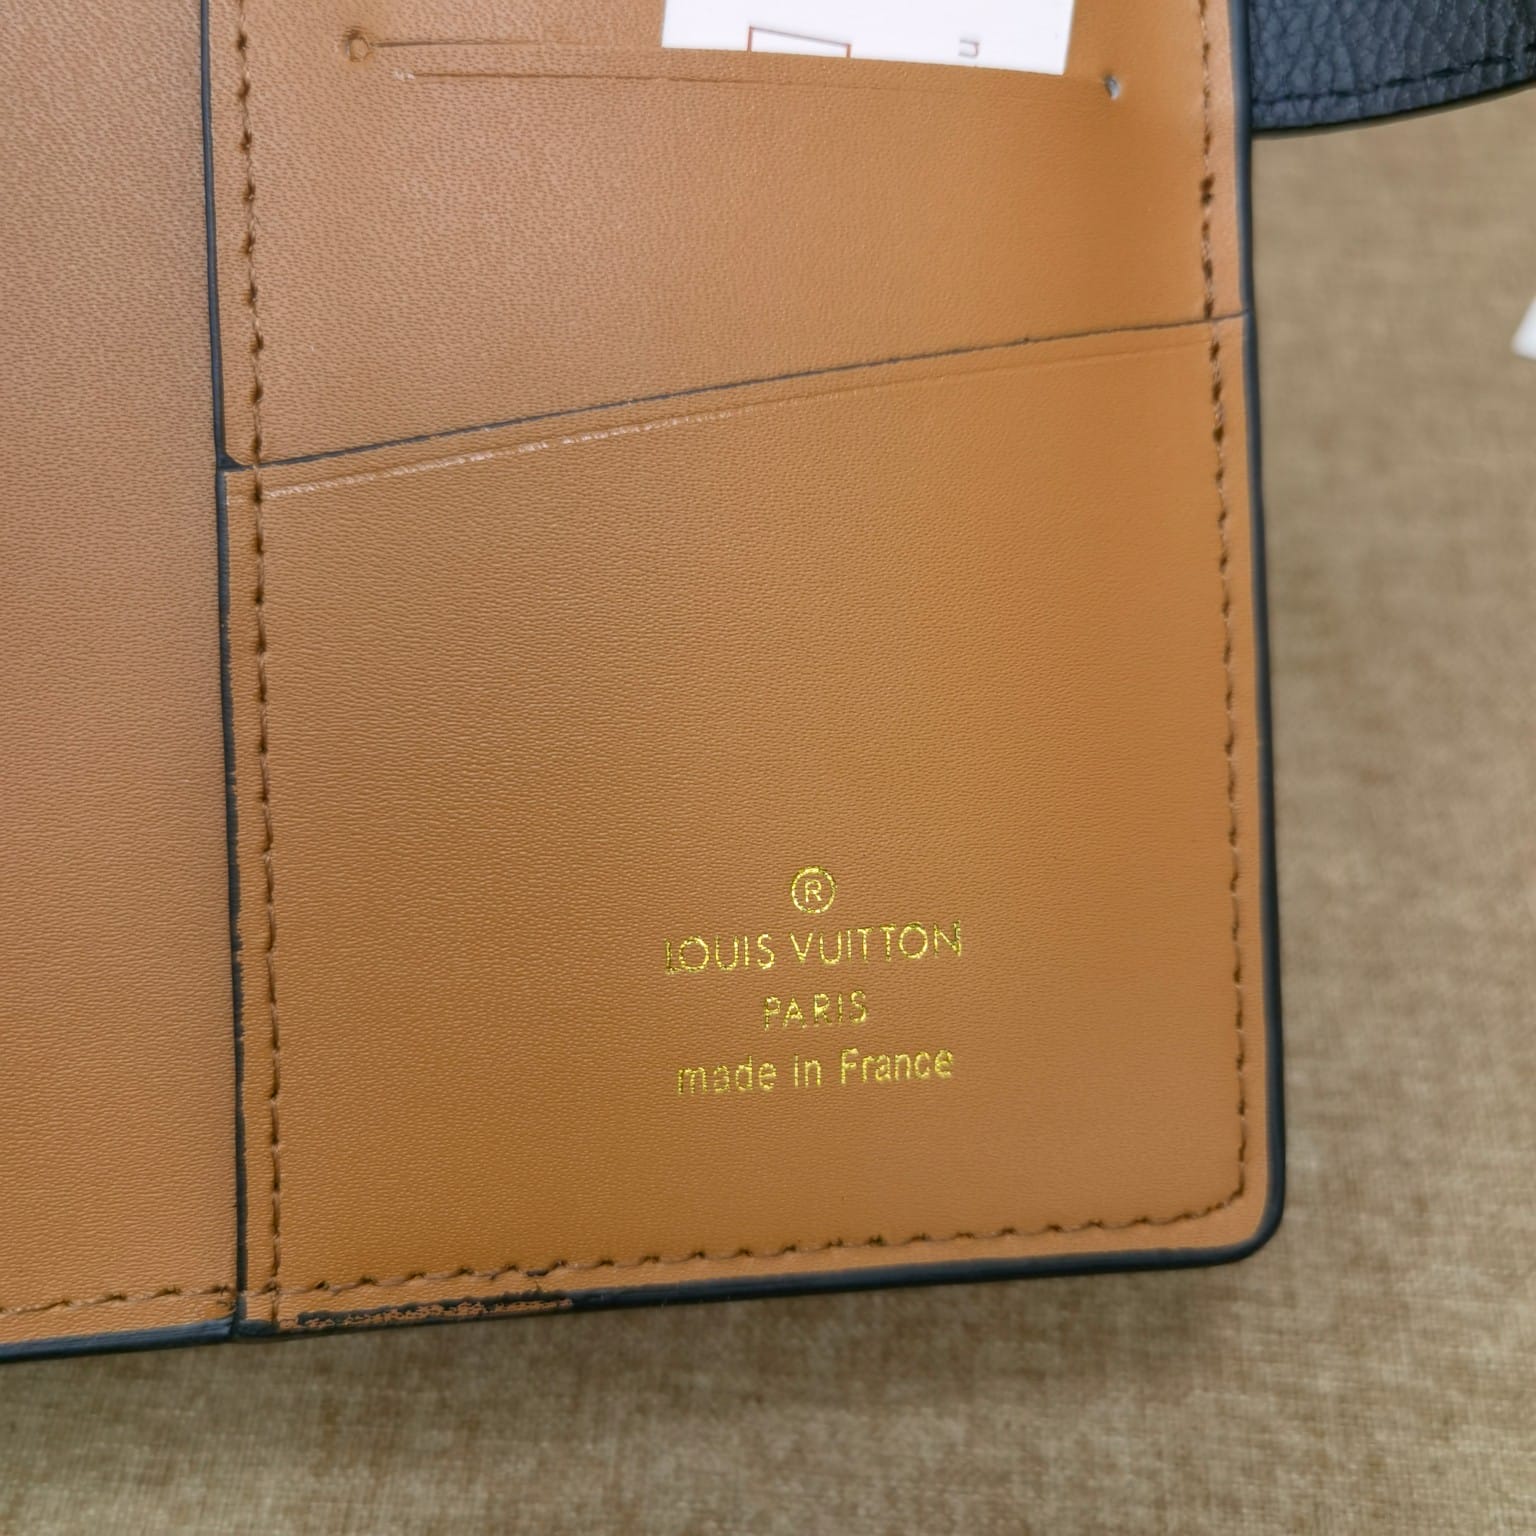 ®
LOUIS VUITTON
PARIS
made in France